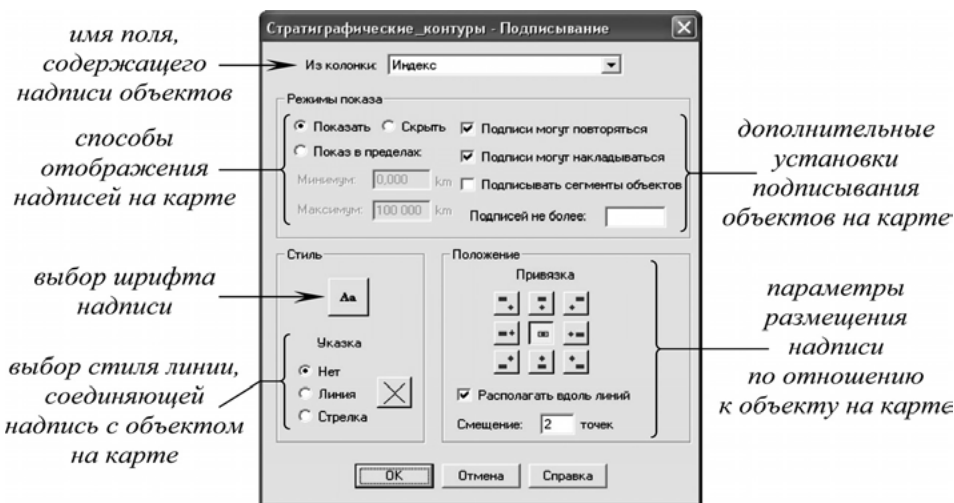 имя поля,
содержащего
надписи объектов
способы
отображения
надписей на карте
выбор шрифта
надписи
выбор стиля линии,
соединяющей
надпись с объектом
на карте
Стратиграфические_контуры - Подписывание
Из колонки: Индекс
Режимы показа
Показать Скрыть
Показ в пределах:
Минимум: 0,000 km
Максимум: 100 000 km
Подписи могут повторяться
Подписи могут накладываться
Подписывать сегменты объектов
Подписей не более:
Стиль
Aa
Указка
Нет
Линия
Стрелка
Положение
Привязка
Располагать вдоль линий
Смещение: 2 точек
OK Отмена Справка
дополнительные
установки
подписывания
объектов на карте
параметры
размещения
надписи
по отношению
к объекту на карте